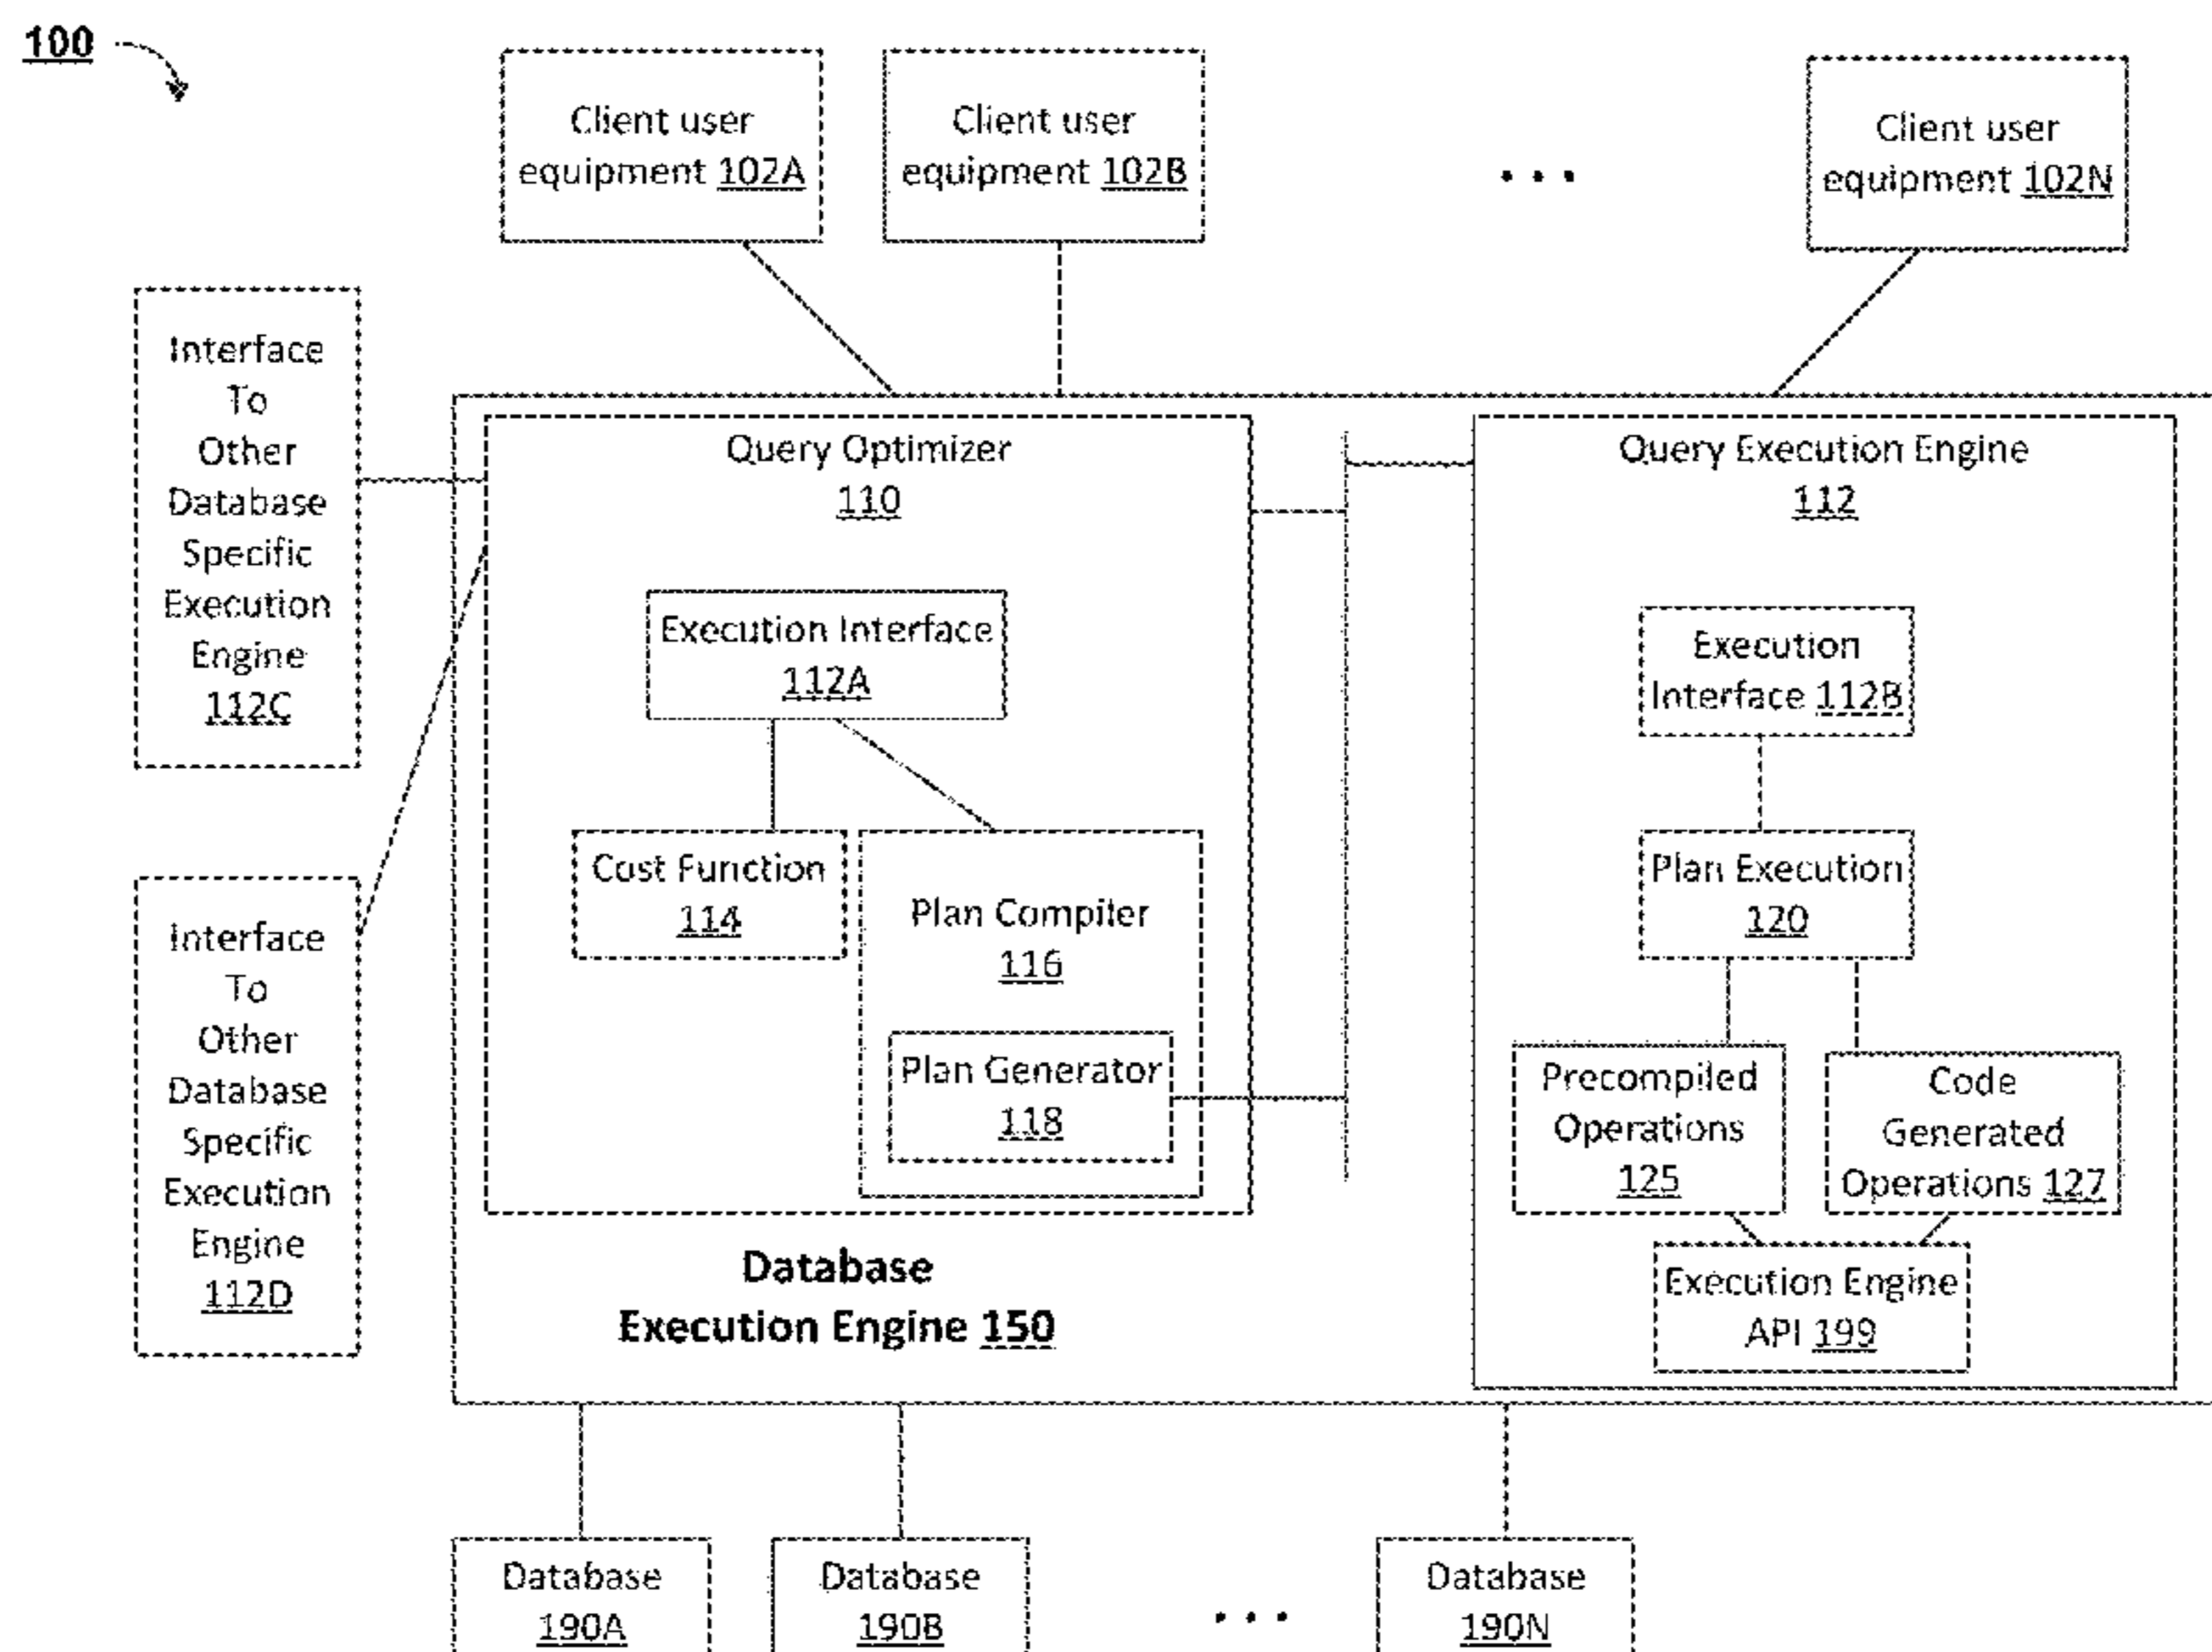 100
Client user
equipment 102A
Client user
equipment 102B
• • •
Client user
equipment 102N
Interface
To
Other
Database
Specific
Execution
Engine
112C
Interface
To
Other
Database
Specific
Execution
Engine
112D
Query Optimizer
110
Execution Interface
112A
Cost Function
114
Plan Compiler
116
Plan Generator
118
Database
Execution Engine 150
Query Execution Engine
112
Execution
Interface 112B
Plan Execution
120
Precompiled
Operations
125
Code
Generated
Operations 127
Execution Engine
API 199
Database
190A
Database
190B
• • •
Database
190N